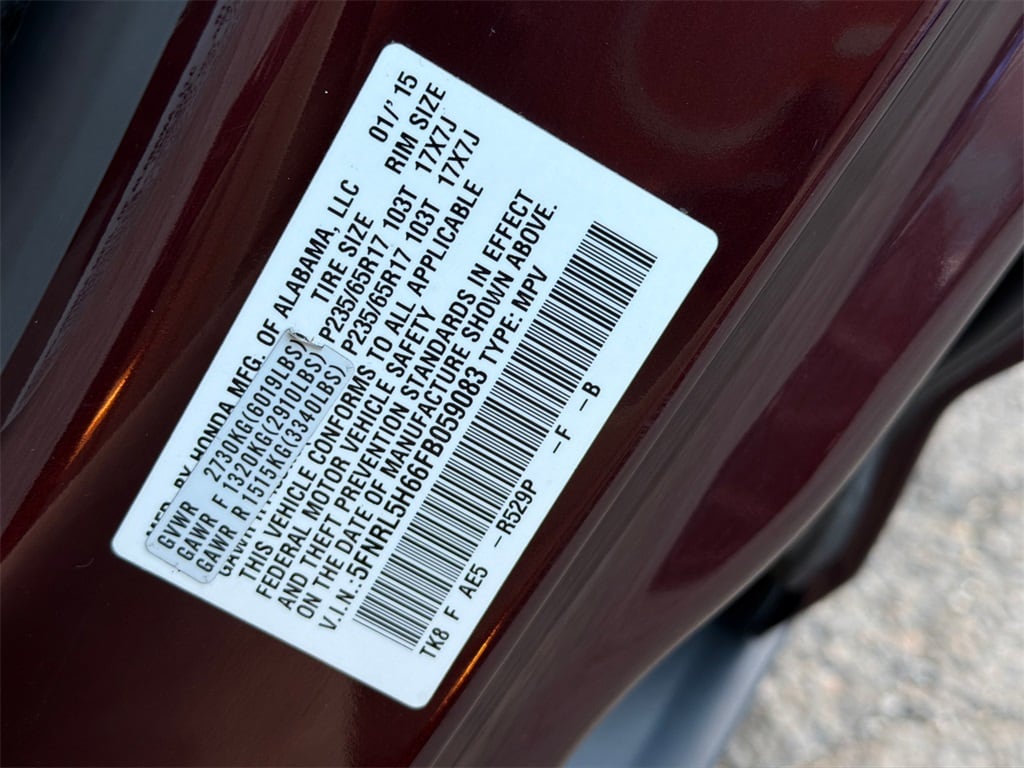 MFD. BY HONDA MFG. OF ALABAMA, LLC 01/' 15
TIRE SIZE RIM SIZE
GVWR 2730KG(6019LBS) P235/65R17 103T 17X7J
GAWR F 1320KG(2910LBS) P235/65R17 103T 17X7J
GAWR R 1515KG(3340LBS)
THIS VEHICLE CONFORMS TO ALL APPLICABLE
FEDERAL MOTOR VEHICLE SAFETY
AND THEFT PREVENTION STANDARDS IN EFFECT
ON THE DATE OF MANUFACTURE SHOWN ABOVE.
V.I.N.:5FNRL5H66FB059083 TYPE: MPV
TK8 F AE5 -R529P -F -B